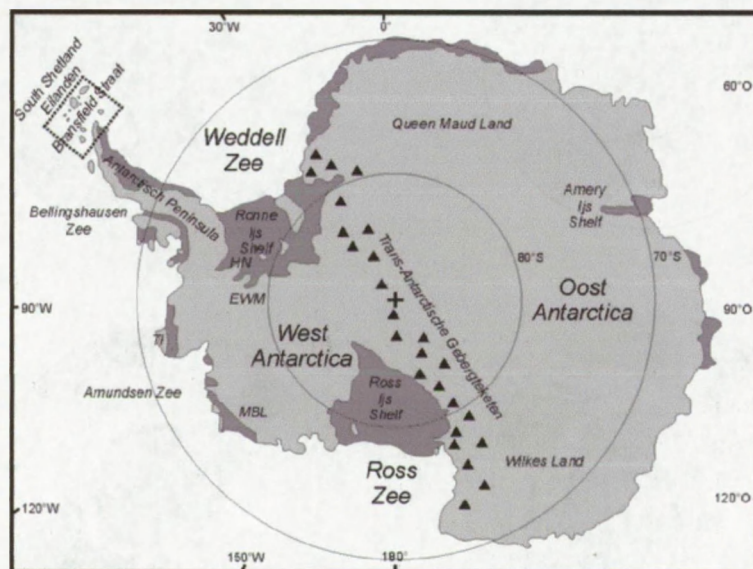 30°W
0°
60°O
South Shetland
Eilanden
Bransfield Straat
Weddell
Zee
Queen Maud Land
Antarctisch Peninsula
Bellingshausen
Zee
Ronne
Ijs
Shelf
HN
Amery
Ijs
Shelf
Trans-Antarctische Gebergteketen
80°S
70°S
EWM
90°W
Oost
Antarctica
90°O
West
Antarctica
TI
Amundsen Zee
Ross
Ijs
Shelf
MBL
Ross
Zee
Wilkes Land
120°W
120°O
150°W
180°